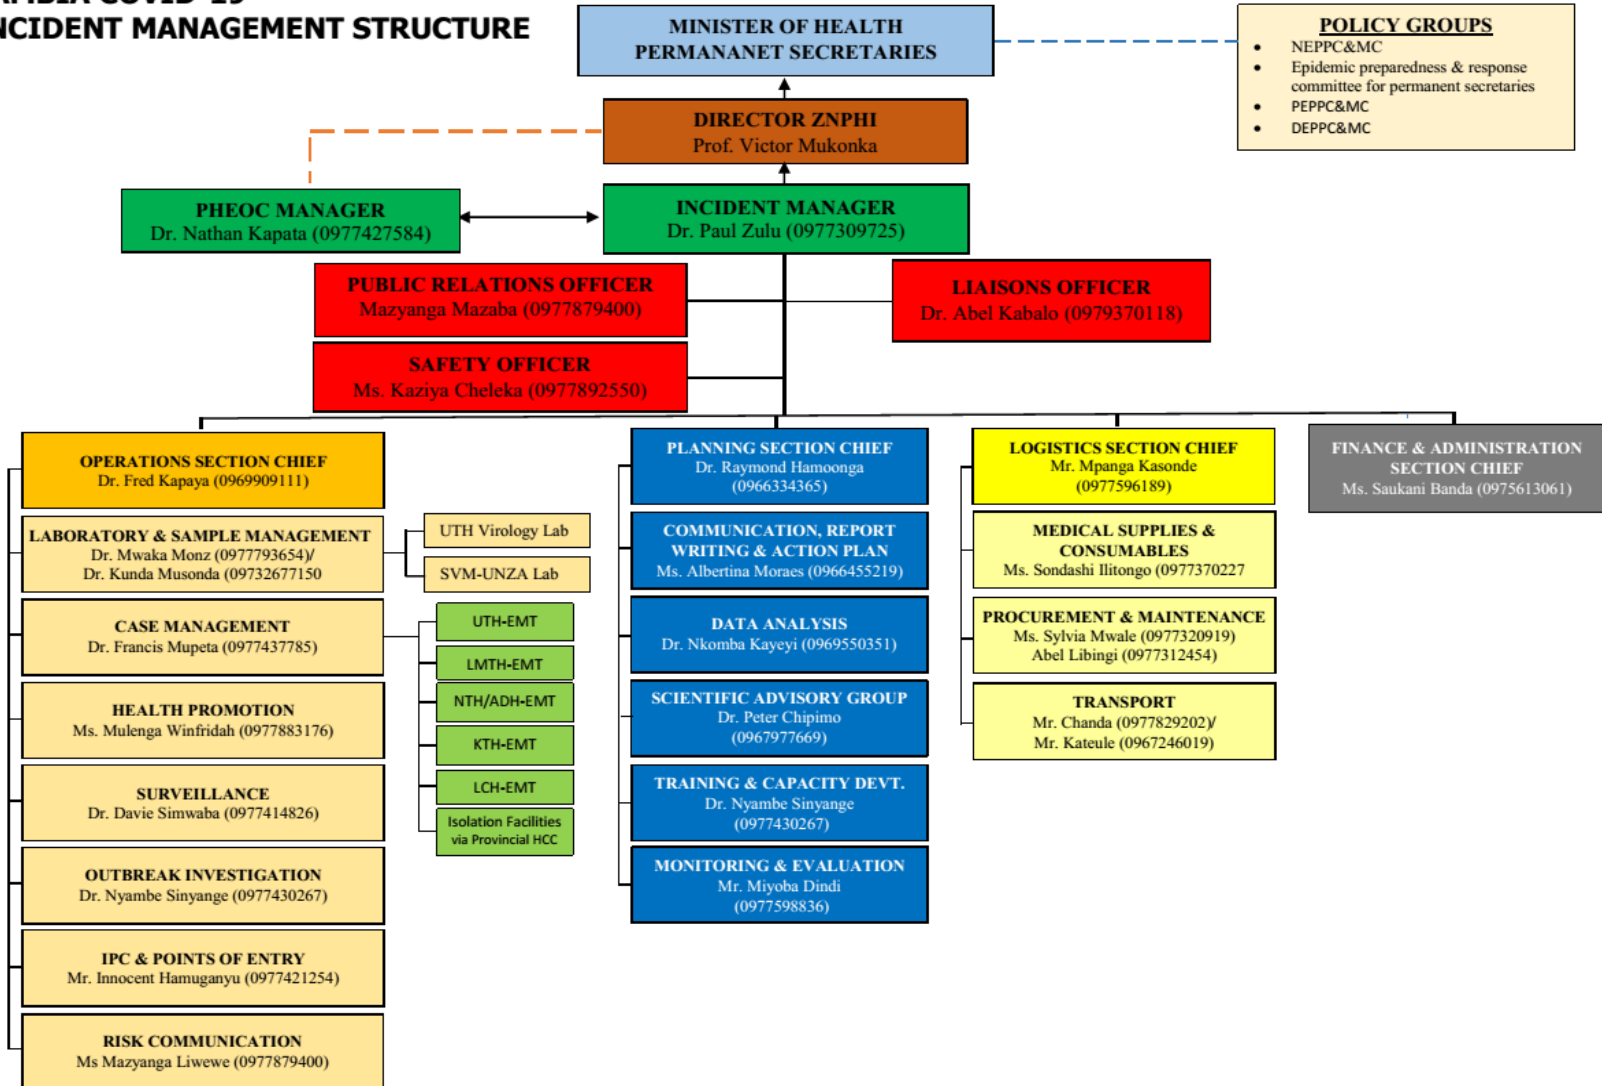 INCIDENT MANAGEMENT STRUCTURE
MINISTER OF HEALTH
PERMANANET SECRETARIES
POLICY GROUPS
• NEPPC&MC
• Epidemic preparedness & response
committee for permanent secretaries
• PEPPC&MC
• DEPPC&MC
DIRECTOR ZNPHI
Prof. Victor Mukonka
PHEOC MANAGER
Dr. Nathan Kapata (0977427584)
INCIDENT MANAGER
Dr. Paul Zulu (0977309725)
PUBLIC RELATIONS OFFICER
Mazyanga Mazaba (0977879400)
LIAISONS OFFICER
Dr. Abel Kabalo (0979370118)
SAFETY OFFICER
Ms. Kaziya Cheleka (0977892550)
OPERATIONS SECTION CHIEF
Dr. Fred Kapaya (0969909111)
LABORATORY & SAMPLE MANAGEMENT
Dr. Mwaka Monz (0977793654)/
Dr. Kunda Musonda (09732677150
UTH Virology Lab
SVM-UNZA Lab
CASE MANAGEMENT
Dr. Francis Mupeta (0977437785)
UTH-EMT
LMTH-EMT
NTH/ADH-EMT
KTH-EMT
LCH-EMT
Isolation Facilities
via Provincial HCC
HEALTH PROMOTION
Ms. Mulenga Winfridah (0977883176)
SURVEILLANCE
Dr. Davie Simwaba (0977414826)
OUTBREAK INVESTIGATION
Dr. Nyambe Sinyange (0977430267)
IPC & POINTS OF ENTRY
Mr. Innocent Hamuganyu (0977421254)
RISK COMMUNICATION
Ms Mazyanga Liwewe (0977879400)
PLANNING SECTION CHIEF
Dr. Raymond Hamoonga
(0966334365)
COMMUNICATION, REPORT
WRITING & ACTION PLAN
Ms. Albertina Moraes (0966455219)
DATA ANALYSIS
Dr. Nkomba Kayeyi (0969550351)
SCIENTIFIC ADVISORY GROUP
Dr. Peter Chipimo
(0967977669)
TRAINING & CAPACITY DEVT.
Dr. Nyambe Sinyange
(0977430267)
MONITORING & EVALUATION
Mr. Miyoba Dindi
(0977598836)
LOGISTICS SECTION CHIEF
Mr. Mpanga Kasonde
(0977596189)
MEDICAL SUPPLIES &
CONSUMABLES
Ms. Sondashi Ilitongo (0977370227
PROCUREMENT & MAINTENANCE
Ms. Sylvia Mwale (0977320919)
Abel Libingi (0977312454)
TRANSPORT
Mr. Chanda (0977829202)/
Mr. Kateule (0967246019)
FINANCE & ADMINISTRATION
SECTION CHIEF
Ms. Saukani Banda (0975613061)